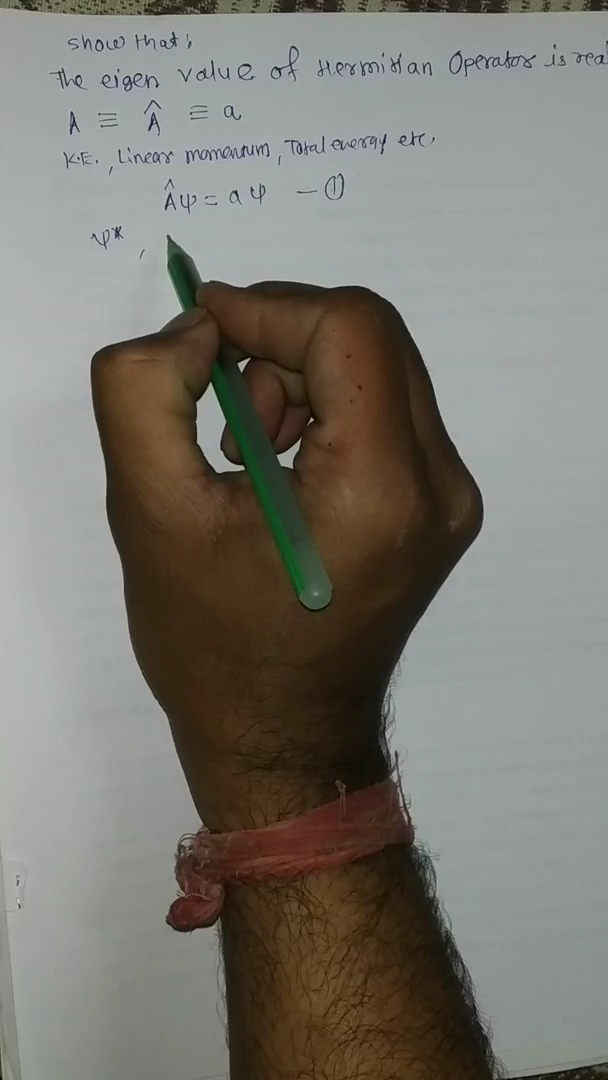 show that:
The eigen value of Hermitian Operator is real
A ≡ Â ≡ a
K.E., Linear momentum, Total energy etc.
Âψ = aψ — ①
ψ* ,